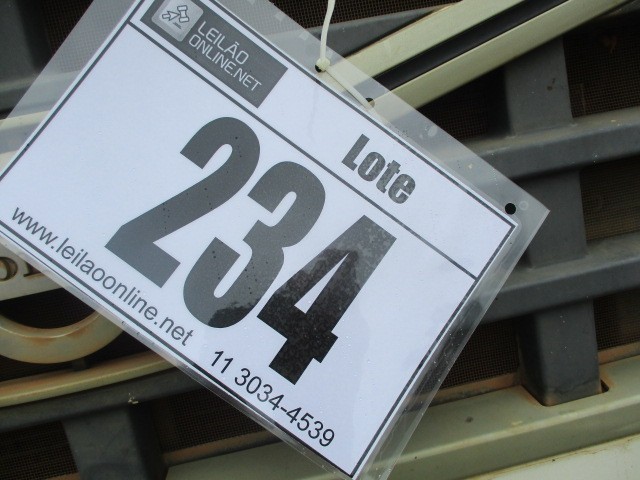 LEILÃO
ONLINE.NET
Lote
234
www.leilaoonline.net
11 3034-4539